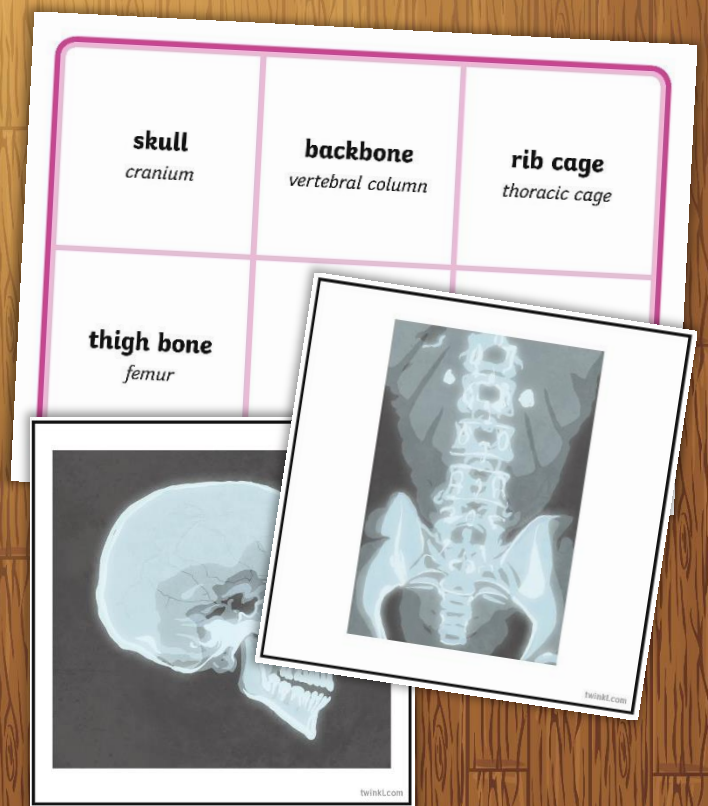 skull
cranium
backbone
vertebral column
rib cage
thoracic cage
thigh bone
femur
twinkl.com
twinkl.com